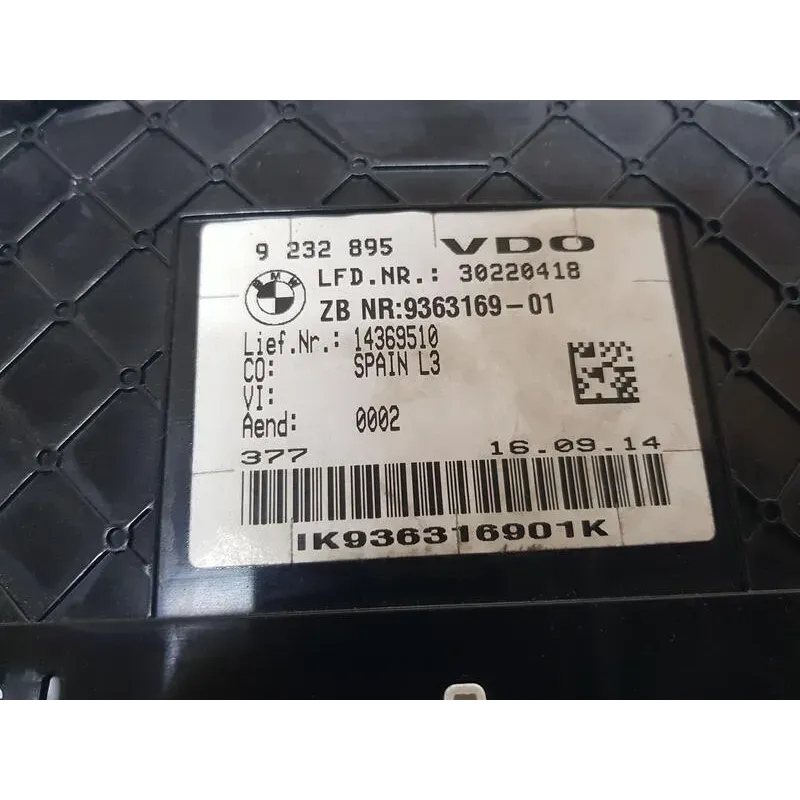 9 232 895 VDO
BMW
LFD.NR.: 30220418
ZB NR:9363169-01
Lief.Nr.: 14369510
CO: SPAIN L3
VI:
Aend: 0002
377 16.09.14
IK936316901K